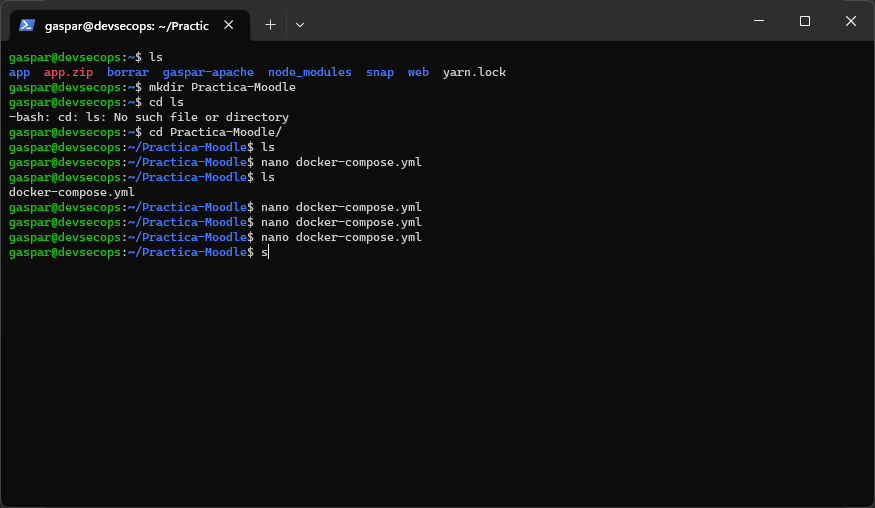 gaspar@devsecops: ~/Practic
gaspar@devsecops:~$ ls
app app.zip borrar gaspar-apache node_modules snap web yarn.lock
gaspar@devsecops:~$ mkdir Practica-Moodle
gaspar@devsecops:~$ cd ls
-bash: cd: ls: No such file or directory
gaspar@devsecops:~$ cd Practica-Moodle/
gaspar@devsecops:~/Practica-Moodle$ ls
gaspar@devsecops:~/Practica-Moodle$ nano docker-compose.yml
gaspar@devsecops:~/Practica-Moodle$ ls
docker-compose.yml
gaspar@devsecops:~/Practica-Moodle$ nano docker-compose.yml
gaspar@devsecops:~/Practica-Moodle$ nano docker-compose.yml
gaspar@devsecops:~/Practica-Moodle$ nano docker-compose.yml
gaspar@devsecops:~/Practica-Moodle$ s